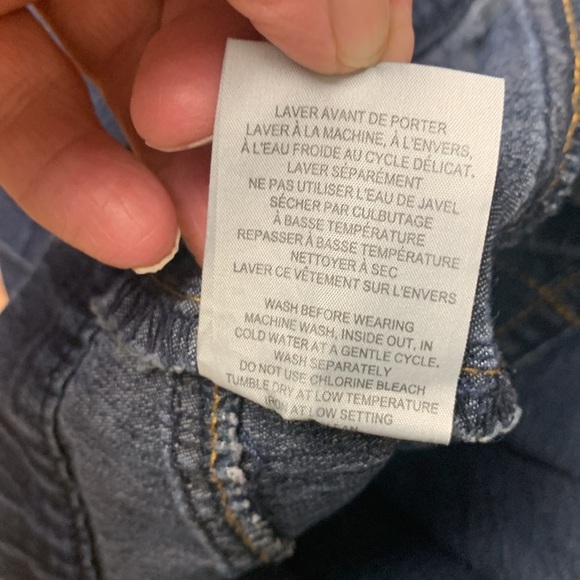 LAVER AVANT DE PORTER
LAVER À LA MACHINE, À L'ENVERS,
À L'EAU FROIDE AU CYCLE DÉLICAT.
LAVER SÉPARÉMENT
NE PAS UTILISER L'EAU DE JAVEL
SÉCHER PAR CULBUTAGE
À BASSE TEMPÉRATURE
REPASSER À BASSE TEMPÉRATURE
NETTOYER À SEC
LAVER CE VÊTEMENT SUR L'ENVERS
WASH BEFORE WEARING
MACHINE WASH, INSIDE OUT, IN
COLD WATER AT A GENTLE CYCLE.
WASH SEPARATELY
DO NOT USE CHLORINE BLEACH
TUMBLE DRY AT LOW TEMPERATURE
IRON AT LOW SETTING